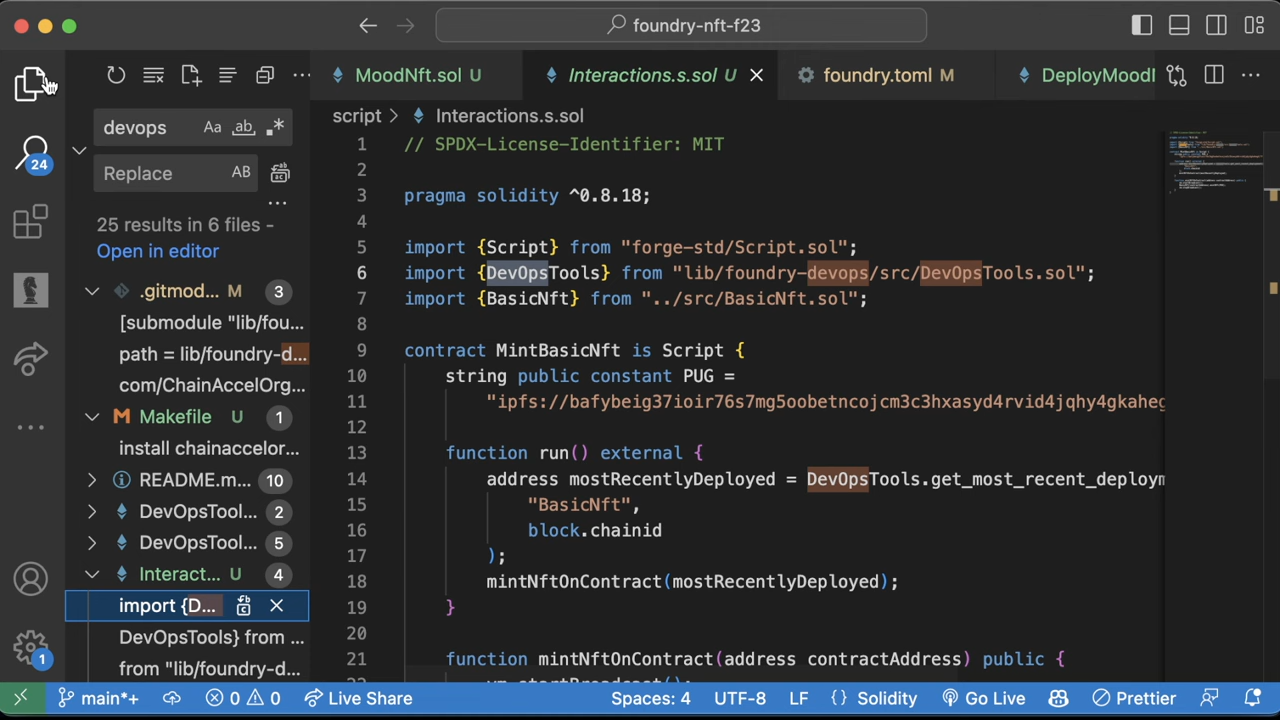 foundry-nft-f23
MoodNft.sol U
Interactions.s.sol U
foundry.toml M
DeployMoodI
devops
Aa ab .*
Replace
AB
24
25 results in 6 files -
Open in editor
.gitmod... M 3
[submodule "lib/fou...
path = lib/foundry-d...
com/ChainAccelOrg...
Makefile U 1
install chainaccelor...
README.m... 10
DevOpsTool... 2
DevOpsTool... 5
Interact... U 4
import {D...
DevOpsTools} from ...
from "lib/foundry-d...
1
script > Interactions.s.sol
1 // SPDX-License-Identifier: MIT
2
3 pragma solidity ^0.8.18;
4
5 import {Script} from "forge-std/Script.sol";
6 import {DevOpsTools} from "lib/foundry-devops/src/DevOpsTools.sol";
7 import {BasicNft} from "../src/BasicNft.sol";
8
9 contract MintBasicNft is Script {
10 string public constant PUG =
11 "ipfs://bafybeig37ioir76s7mg5oobetncojcm3c3hxasyd4rvid4jqhy4gkaheg
12
13 function run() external {
14 address mostRecentlyDeployed = DevOpsTools.get_most_recent_deploym
15 "BasicNft",
16 block.chainid
17 );
18 mintNftOnContract(mostRecentlyDeployed);
19 }
20
21 function mintNftOnContract(address contractAddress) public {
main*+
0 0
Live Share
Spaces: 4
UTF-8
LF
{} Solidity
Go Live
Prettier